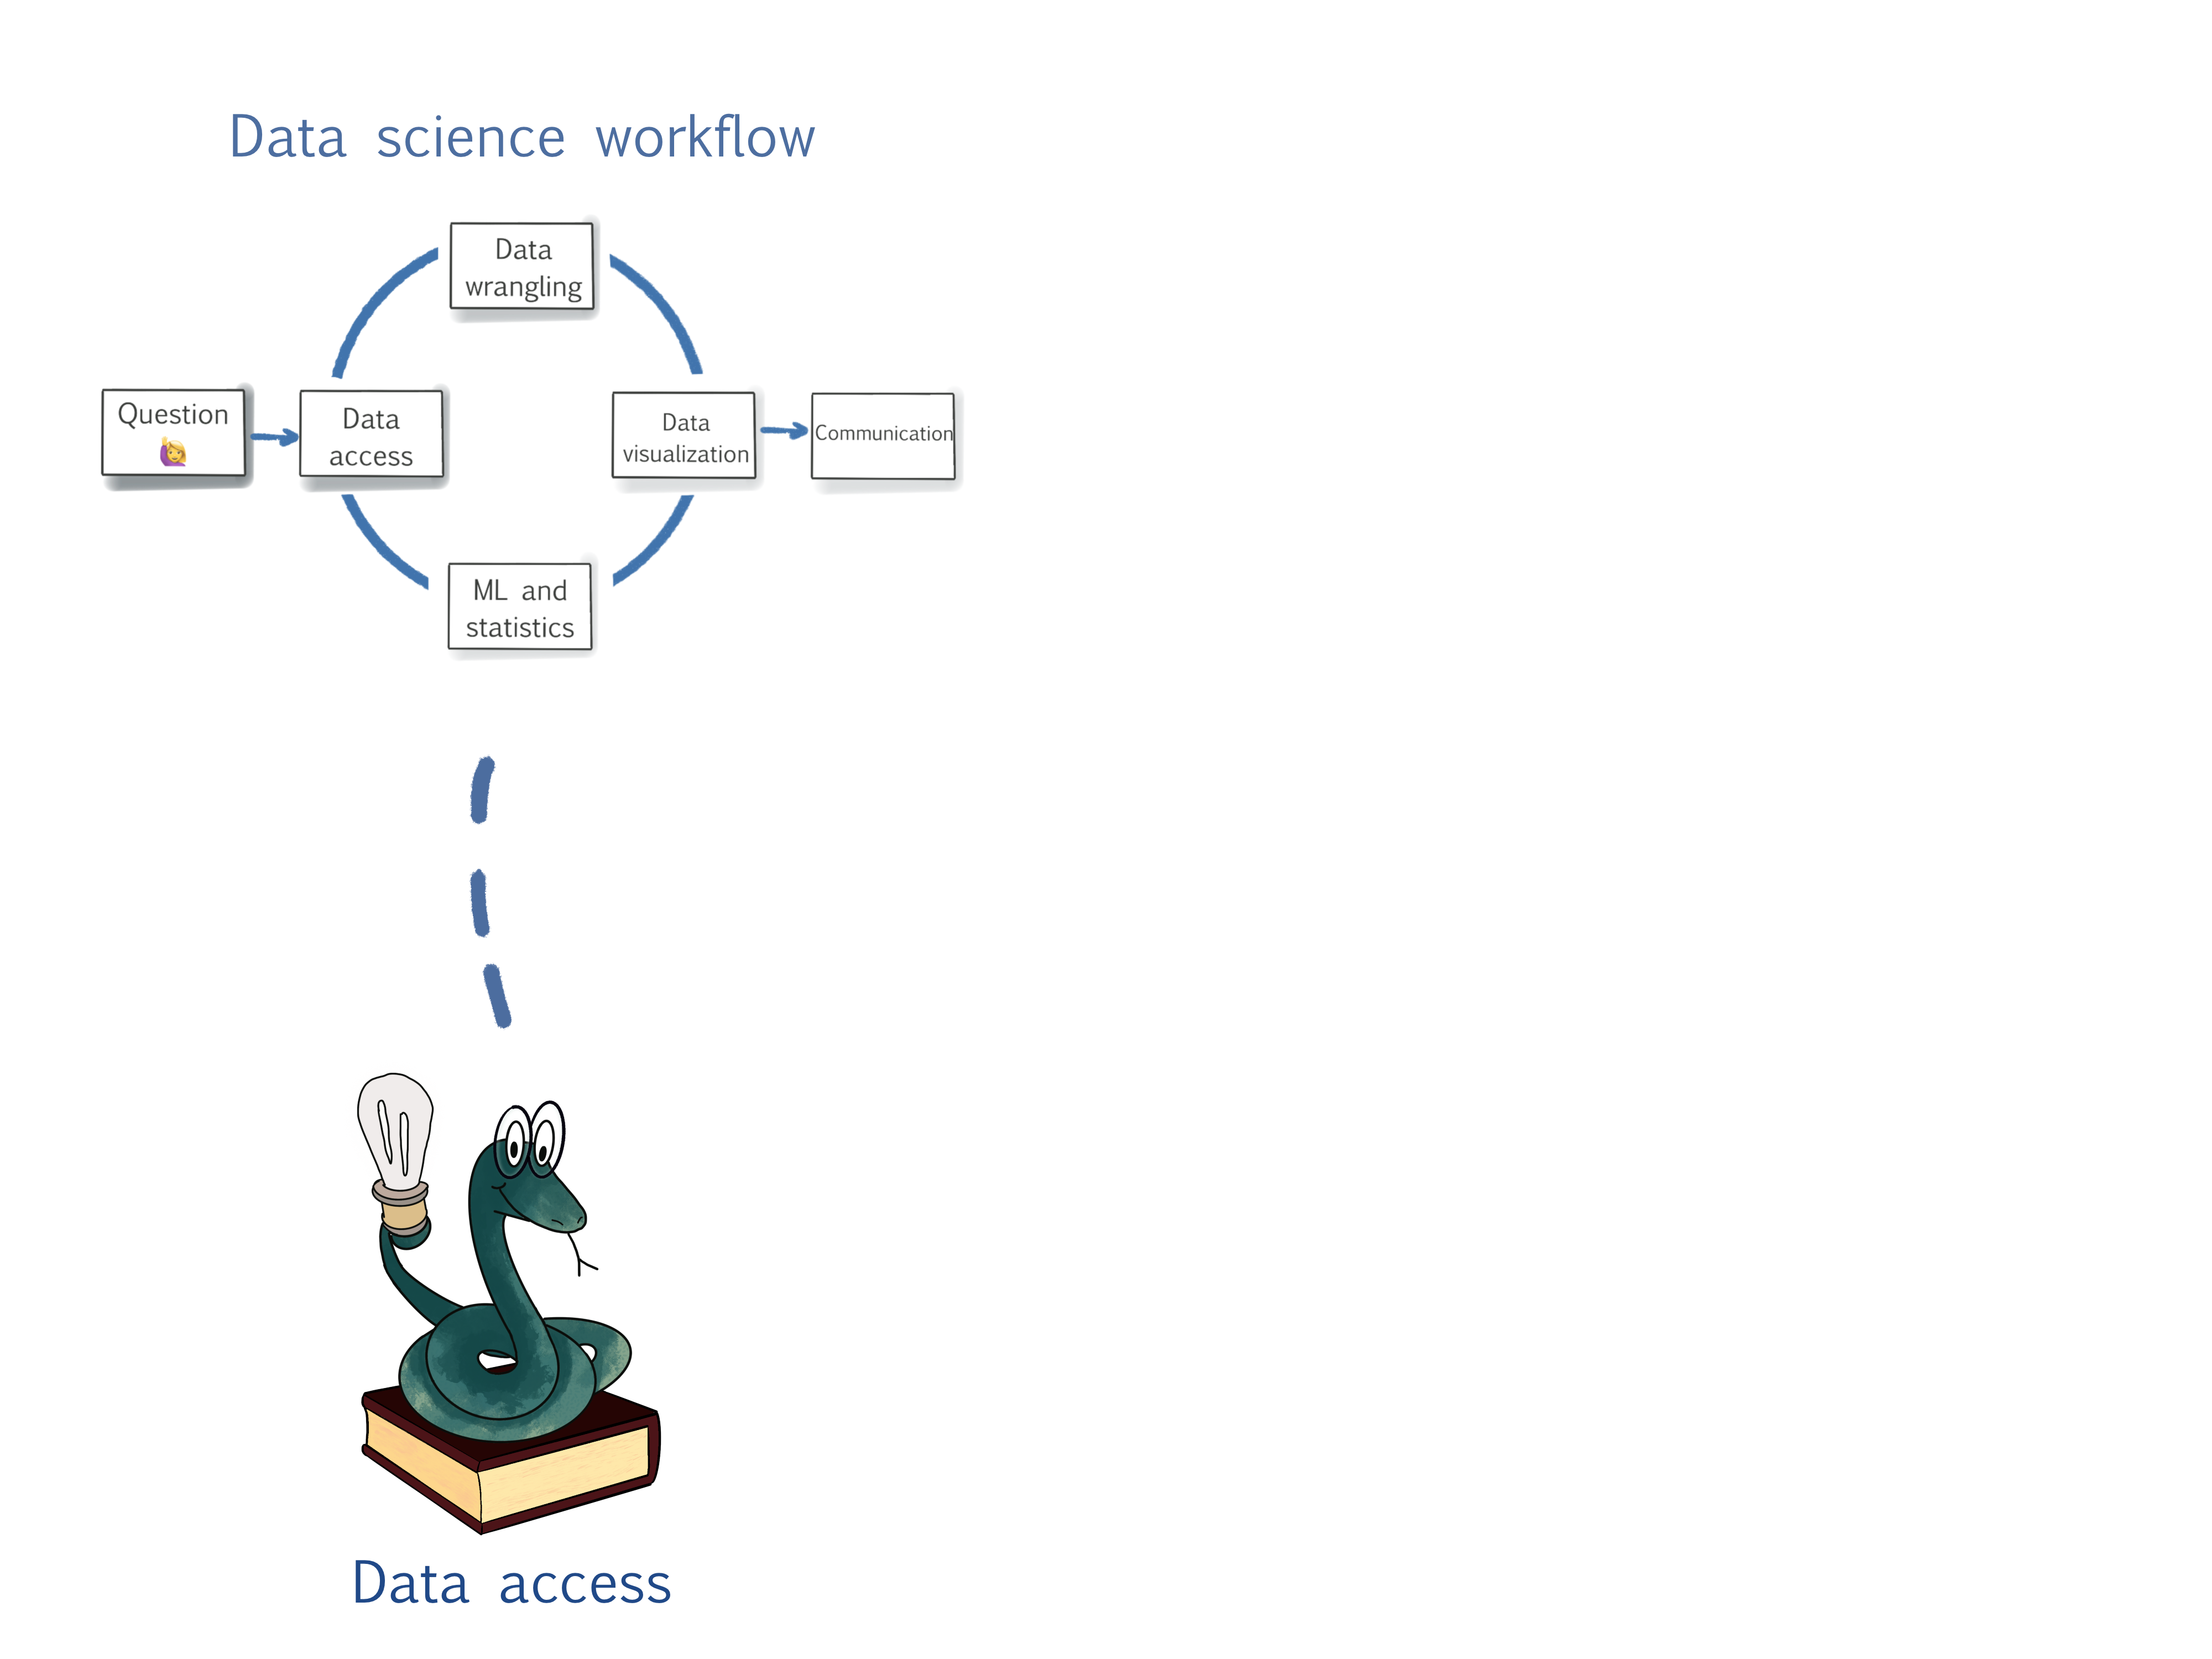 Data science workflow
Data
wrangling
Question
Data
access
Data
visualization
Communication
ML and
statistics
Data access